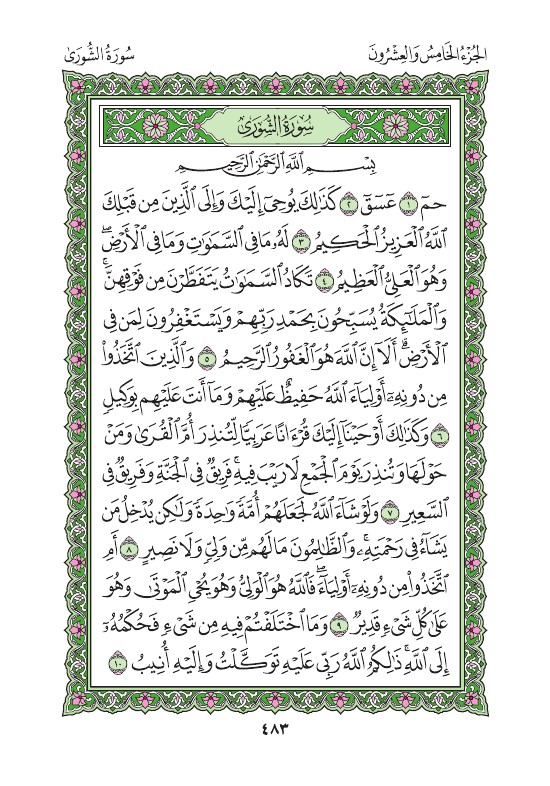 الجُزْءُ الخَامِسُ وَالعِشْرُونَ
سُورَةُ الشُّورَىٰ
سُورَةُ الشُّورَىٰ
بِسْمِ ٱللَّهِ ٱلرَّحْمَٰنِ ٱلرَّحِيمِ
حمٓ ١ عٓسٓقٓ ٢ كَذَٰلِكَ يُوحِىٓ إِلَيْكَ وَإِلَى ٱلَّذِينَ مِن قَبْلِكَ
ٱللَّهُ ٱلْعَزِيزُ ٱلْحَكِيمُ ٣ لَهُۥ مَا فِى ٱلسَّمَٰوَٰتِ وَمَا فِى ٱلْأَرْضِۖ
وَهُوَ ٱلْعَلِىُّ ٱلْعَظِيمُ ٤ تَكَادُ ٱلسَّمَٰوَٰتُ يَتَفَطَّرْنَ مِن فَوْقِهِنَّۚ
وَٱلْمَلَٰٓئِكَةُ يُسَبِّحُونَ بِحَمْدِ رَبِّهِمْ وَيَسْتَغْفِرُونَ لِمَن فِى
ٱلْأَرْضِۗ أَلَآ إِنَّ ٱللَّهَ هُوَ ٱلْغَفُورُ ٱلرَّحِيمُ ٥ وَٱلَّذِينَ ٱتَّخَذُوا۟
مِن دُونِهِۦٓ أَوْلِيَآءَ ٱللَّهُ حَفِيظٌ عَلَيْهِمْ وَمَآ أَنتَ عَلَيْهِم بِوَكِيلٍ
٦ وَكَذَٰلِكَ أَوْحَيْنَآ إِلَيْكَ قُرْءَانًا عَرَبِيًّا لِّتُنذِرَ أُمَّ ٱلْقُرَىٰ وَمَنْ
حَوْلَهَا وَتُنذِرَ يَوْمَ ٱلْجَمْعِ لَا رَيْبَ فِيهِۚ فَرِيقٌ فِى ٱلْجَنَّةِ وَفَرِيقٌ فِى
ٱلسَّعِيرِ ٧ وَلَوْ شَآءَ ٱللَّهُ لَجَعَلَهُمْ أُمَّةً وَٰحِدَةً وَلَٰكِن يُدْخِلُ مَن
يَشَآءُ فِى رَحْمَتِهِۦۚ وَٱلظَّٰلِمُونَ مَا لَهُم مِّن وَلِىٍّ وَلَا نَصِيرٍ ٨ أَمِ
ٱتَّخَذُوا۟ مِن دُونِهِۦٓ أَوْلِيَآءَۖ فَٱللَّهُ هُوَ ٱلْوَلِىُّ وَهُوَ يُحْىِ ٱلْمَوْتَىٰ وَهُوَ
عَلَىٰ كُلِّ شَىْءٍ قَدِيرٌ ٩ وَمَا ٱخْتَلَفْتُمْ فِيهِ مِن شَىْءٍ فَحُكْمُهُۥٓ
إِلَى ٱللَّهِۚ ذَٰلِكُمُ ٱللَّهُ رَبِّى عَلَيْهِ تَوَكَّلْتُ وَإِلَيْهِ أُنِيبُ ١٠
٤٨٣